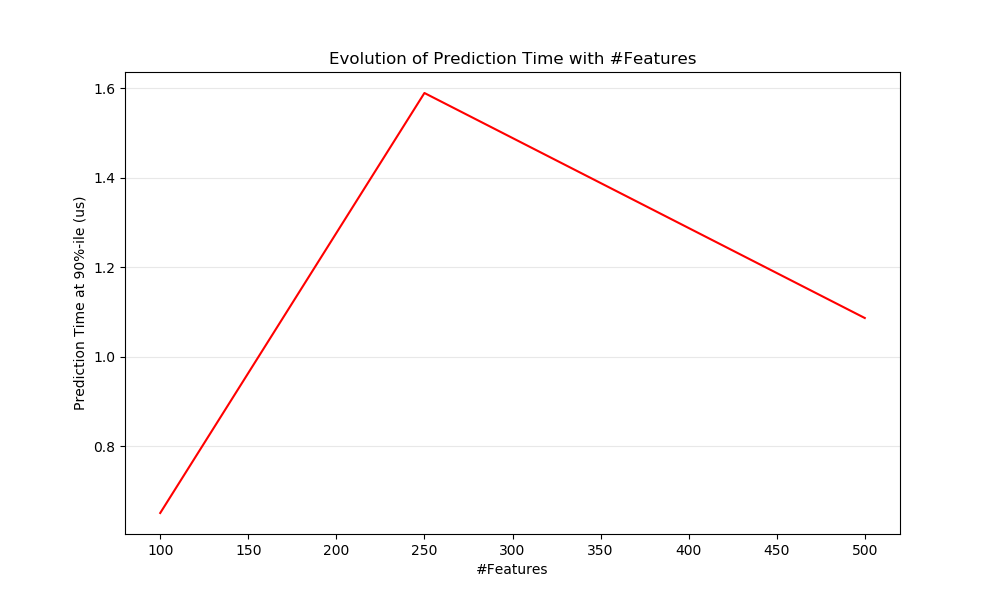 Evolution of Prediction Time with #Features
Prediction Time at 90%-ile (us)
1.6
1.4
1.2
1.0
0.8
100 150 200 250 300 350 400 450 500
#Features